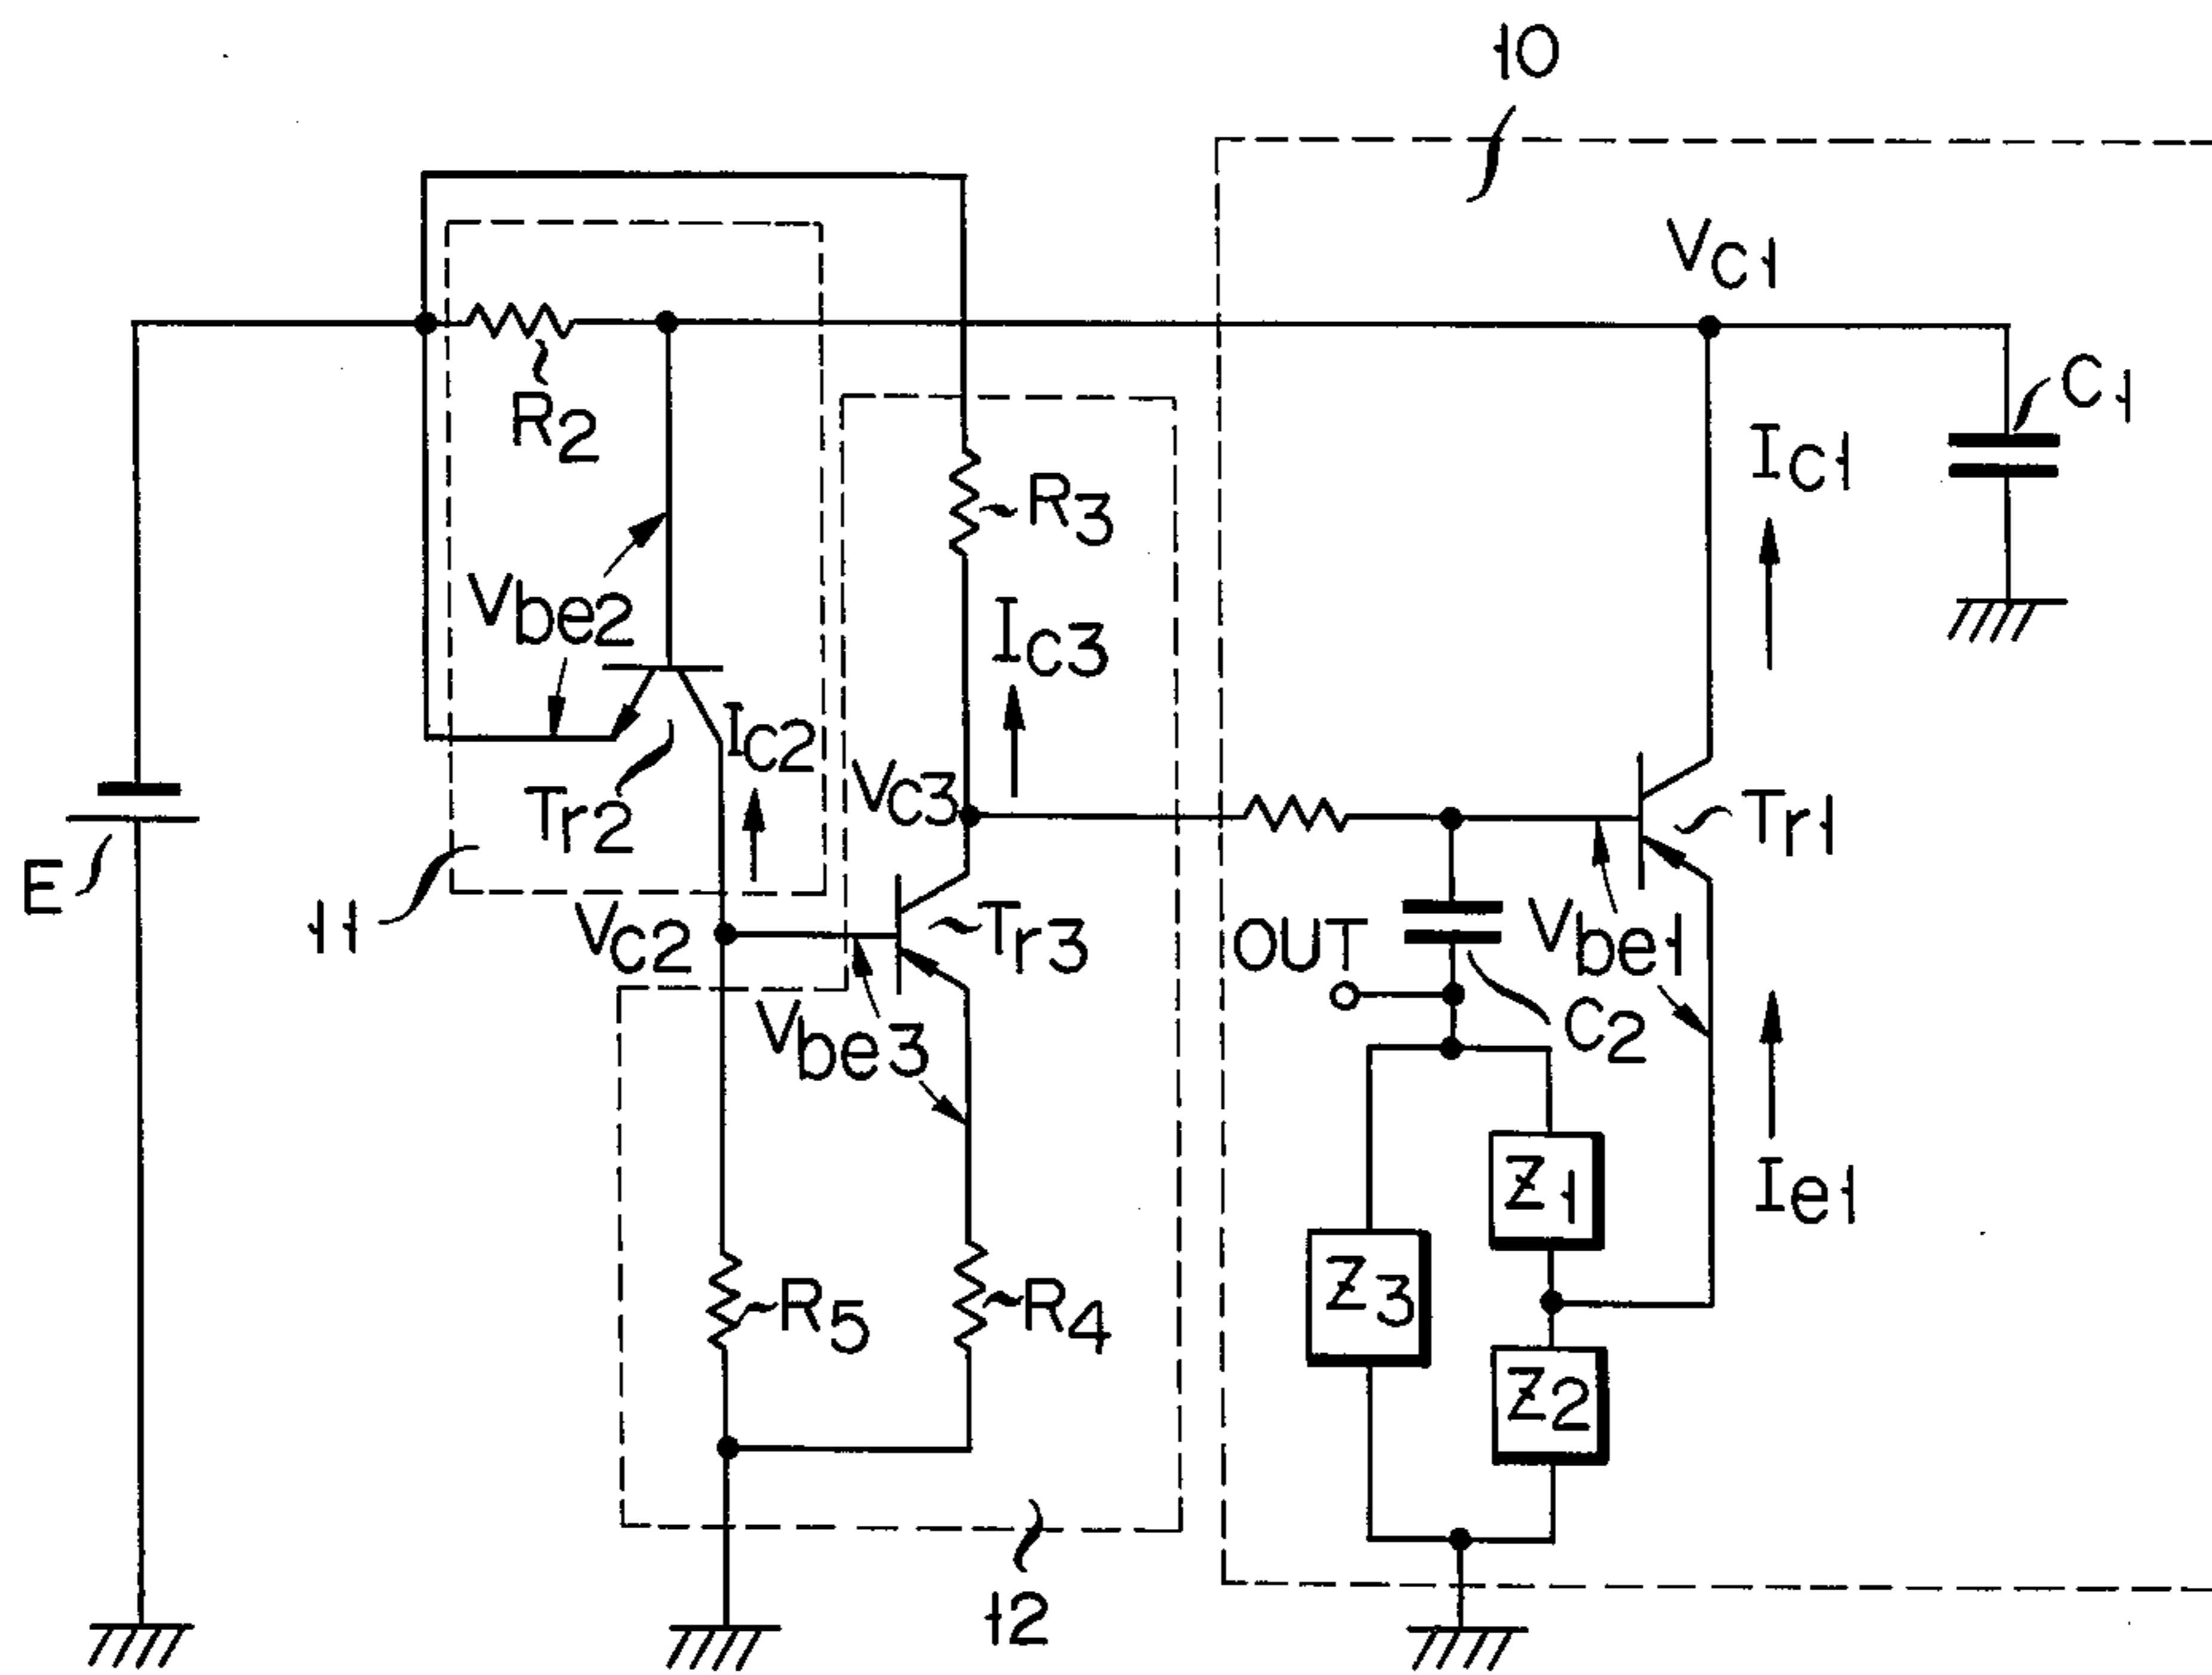 10
VC1
C1
R2
IC1
R3
Vbe2
IC3
IC2
VC3
Tr2
Tr1
E
11
VC2
Tr3
OUT
Vbe1
C2
Vbe3
Z1
Ie1
Z3
R5
R4
Z2
12